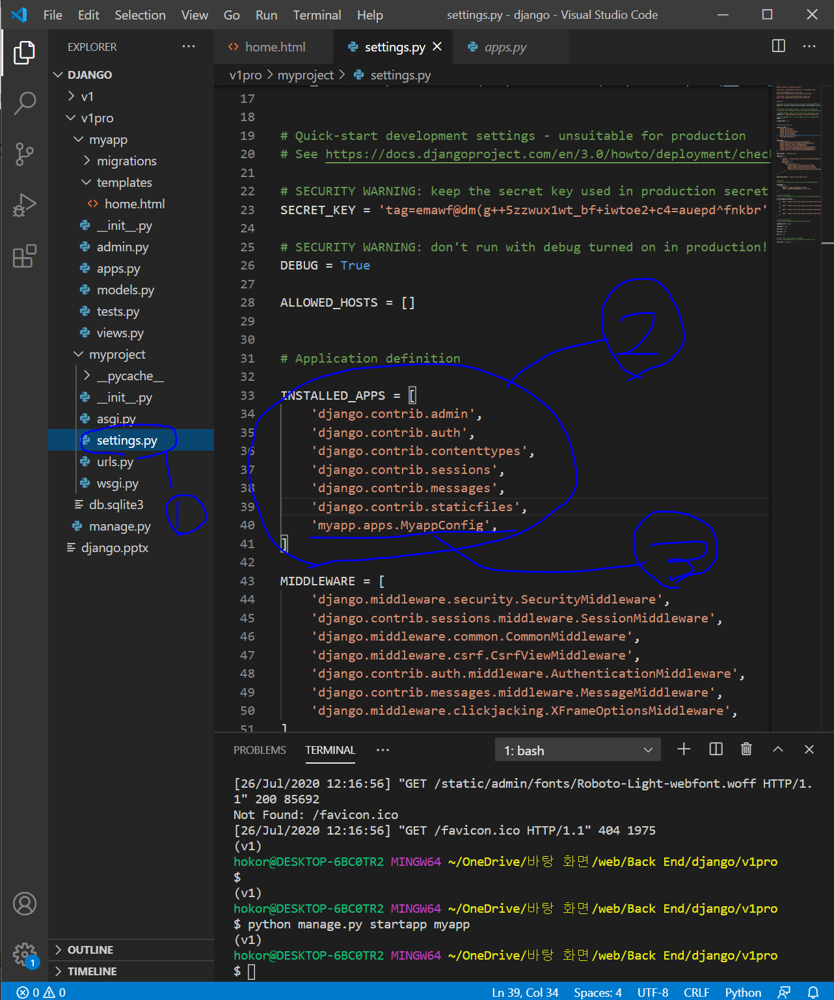 File Edit Selection View Go Run Terminal Help settings.py - django - Visual Studio Code
EXPLORER
DJANGO
v1
v1pro
myapp
migrations
templates
home.html
__init__.py
admin.py
apps.py
models.py
tests.py
views.py
myproject
__pycache__
__init__.py
asgi.py
settings.py
urls.py
wsgi.py
db.sqlite3
manage.py
django.pptx
OUTLINE
TIMELINE
1
home.html settings.py apps.py
v1pro > myproject > settings.py
17
18
19 # Quick-start development settings - unsuitable for production
20 # See https://docs.djangoproject.com/en/3.0/howto/deployment/chec
21
22 # SECURITY WARNING: keep the secret key used in production secret
23 SECRET_KEY = 'tag=emawf@dm(g++5zzwux1wt_bf+iwtoe2+c4=auepd^fnkbr'
24
25 # SECURITY WARNING: don't run with debug turned on in production!
26 DEBUG = True
27
28 ALLOWED_HOSTS = []
29
30
31 # Application definition
32
33 INSTALLED_APPS = [
34 'django.contrib.admin',
35 'django.contrib.auth',
36 'django.contrib.contenttypes',
37 'django.contrib.sessions',
38 'django.contrib.messages',
39 'django.contrib.staticfiles',
40 'myapp.apps.MyappConfig',
41 ]
42
43 MIDDLEWARE = [
44 'django.middleware.security.SecurityMiddleware',
45 'django.contrib.sessions.middleware.SessionMiddleware',
46 'django.middleware.common.CommonMiddleware',
47 'django.middleware.csrf.CsrfViewMiddleware',
48 'django.contrib.auth.middleware.AuthenticationMiddleware',
49 'django.contrib.messages.middleware.MessageMiddleware',
50 'django.middleware.clickjacking.XFrameOptionsMiddleware',
51 ]
1
2
3
PROBLEMS TERMINAL 1: bash
[26/Jul/2020 12:16:56] "GET /static/admin/fonts/Roboto-Light-webfont.woff HTTP/1.
1" 200 85692
Not Found: /favicon.ico
[26/Jul/2020 12:16:56] "GET /favicon.ico HTTP/1.1" 404 1975
(v1)
hokor@DESKTOP-6BC0TR2 MINGW64 ~/OneDrive/바탕 화면/web/Back End/django/v1pro
$
(v1)
hokor@DESKTOP-6BC0TR2 MINGW64 ~/OneDrive/바탕 화면/web/Back End/django/v1pro
$ python manage.py startapp myapp
(v1)
hokor@DESKTOP-6BC0TR2 MINGW64 ~/OneDrive/바탕 화면/web/Back End/django/v1pro
$
0 0 Ln 39, Col 34 Spaces: 4 UTF-8 CRLF Python